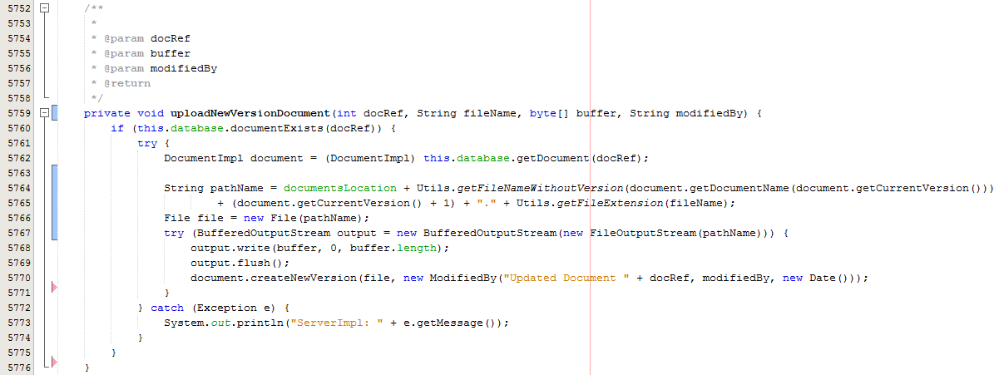 5752 /**
5753 *
5754 * @param docRef
5755 * @param buffer
5756 * @param modifiedBy
5757 * @return
5758 */
5759 private void uploadNewVersionDocument(int docRef, String fileName, byte[] buffer, String modifiedBy) {
5760 if (this.database.documentExists(docRef)) {
5761 try {
5762 DocumentImpl document = (DocumentImpl) this.database.getDocument(docRef);
5763
5764 String pathName = documentsLocation + Utils.getFileNameWithoutVersion(document.getDocumentName(document.getCurrentVersion()))
5765 + (document.getCurrentVersion() + 1) + "." + Utils.getFileExtension(fileName);
5766 File file = new File(pathName);
5767 try (BufferedOutputStream output = new BufferedOutputStream(new FileOutputStream(pathName))) {
5768 output.write(buffer, 0, buffer.length);
5769 output.flush();
5770 document.createNewVersion(file, new ModifiedBy("Updated Document " + docRef, modifiedBy, new Date()));
5771 }
5772 } catch (Exception e) {
5773 System.out.println("ServerImpl: " + e.getMessage());
5774 }
5775 }
5776 }